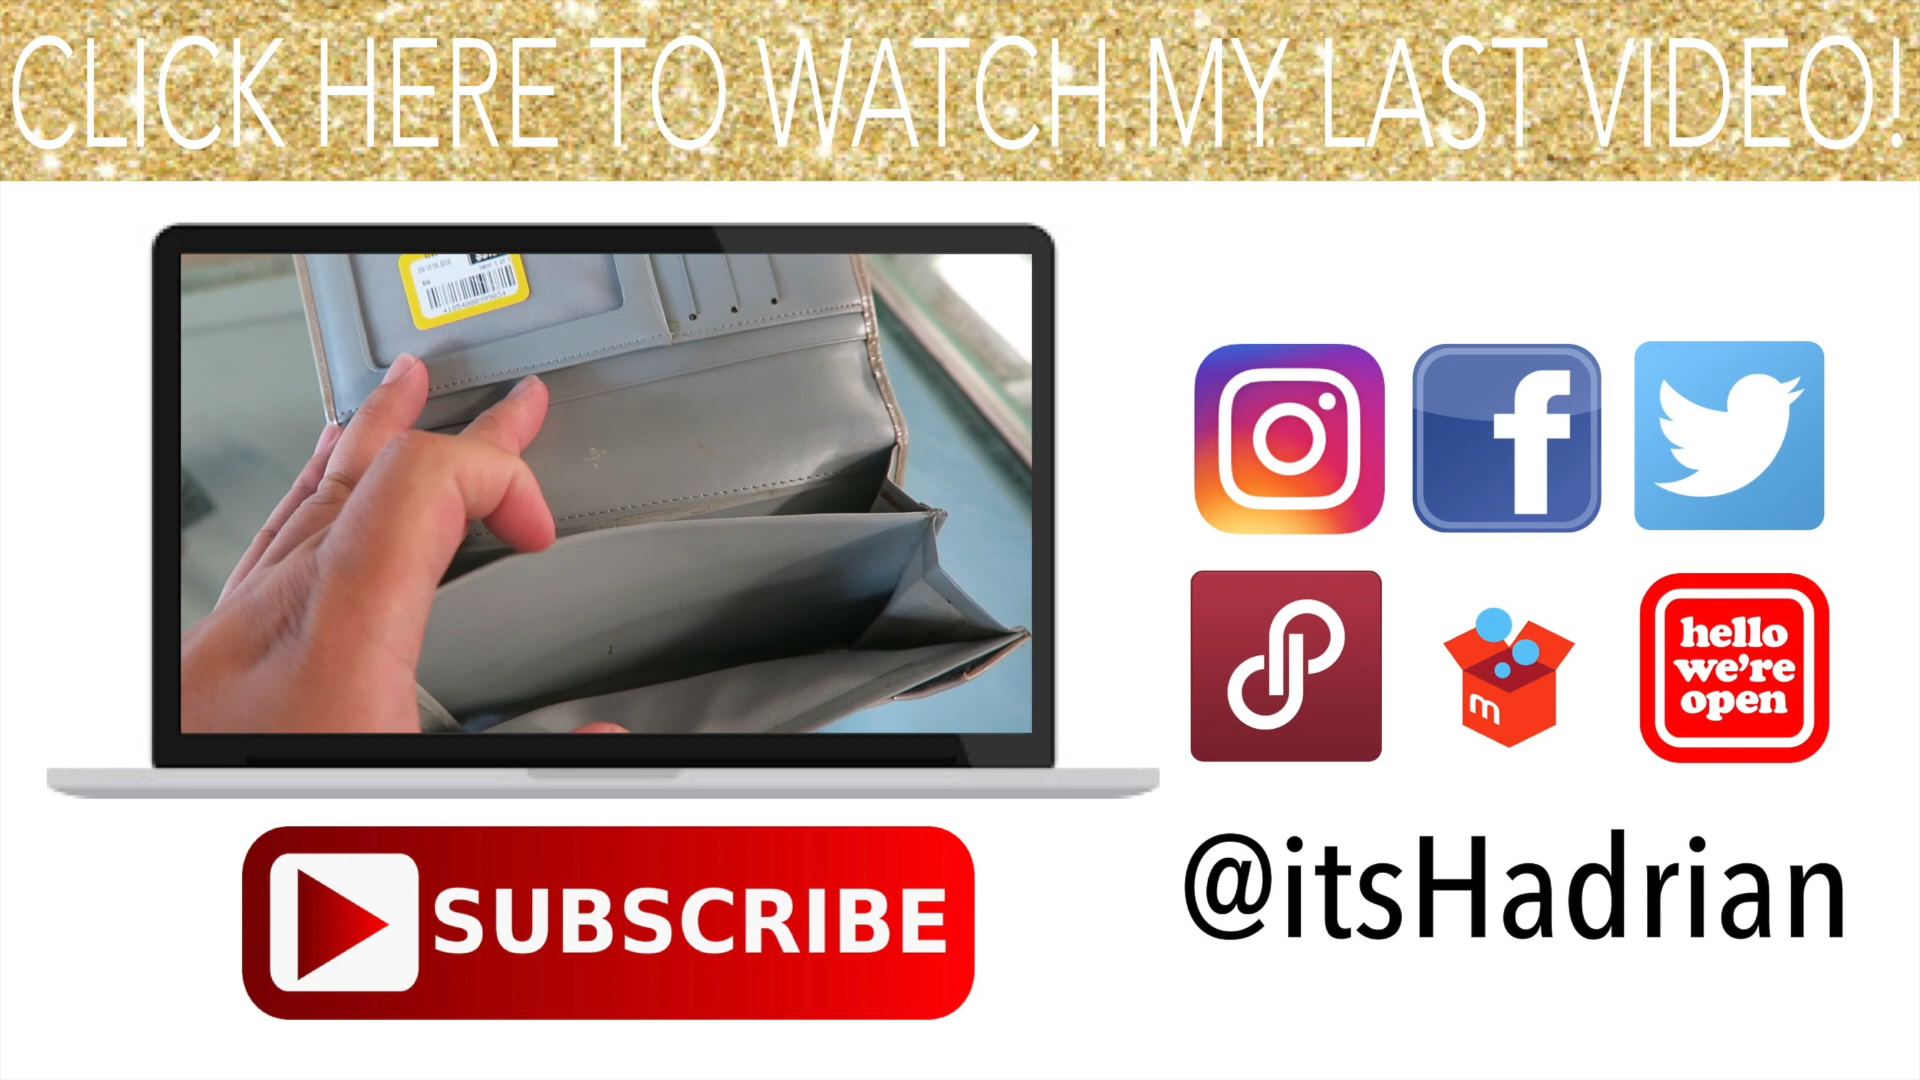 CLICK HERE TO WATCH MY LAST VIDEO!
hello
we're
open
SUBSCRIBE
@itsHadrian